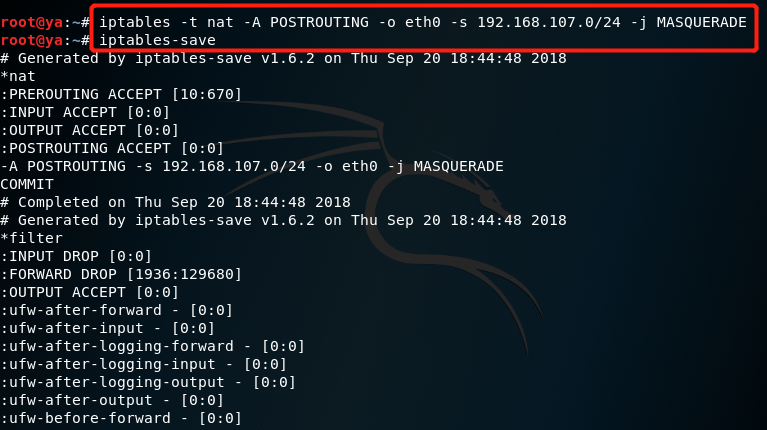 root@ya:~# iptables -t nat -A POSTROUTING -o eth0 -s 192.168.107.0/24 -j MASQUERADE
root@ya:~# iptables-save
# Generated by iptables-save v1.6.2 on Thu Sep 20 18:44:48 2018
*nat
:PREROUTING ACCEPT [10:670]
:INPUT ACCEPT [0:0]
:OUTPUT ACCEPT [0:0]
:POSTROUTING ACCEPT [0:0]
-A POSTROUTING -s 192.168.107.0/24 -o eth0 -j MASQUERADE
COMMIT
# Completed on Thu Sep 20 18:44:48 2018
# Generated by iptables-save v1.6.2 on Thu Sep 20 18:44:48 2018
*filter
:INPUT DROP [0:0]
:FORWARD DROP [1936:129680]
:OUTPUT ACCEPT [0:0]
:ufw-after-forward - [0:0]
:ufw-after-input - [0:0]
:ufw-after-logging-forward - [0:0]
:ufw-after-logging-input - [0:0]
:ufw-after-logging-output - [0:0]
:ufw-after-output - [0:0]
:ufw-before-forward - [0:0]